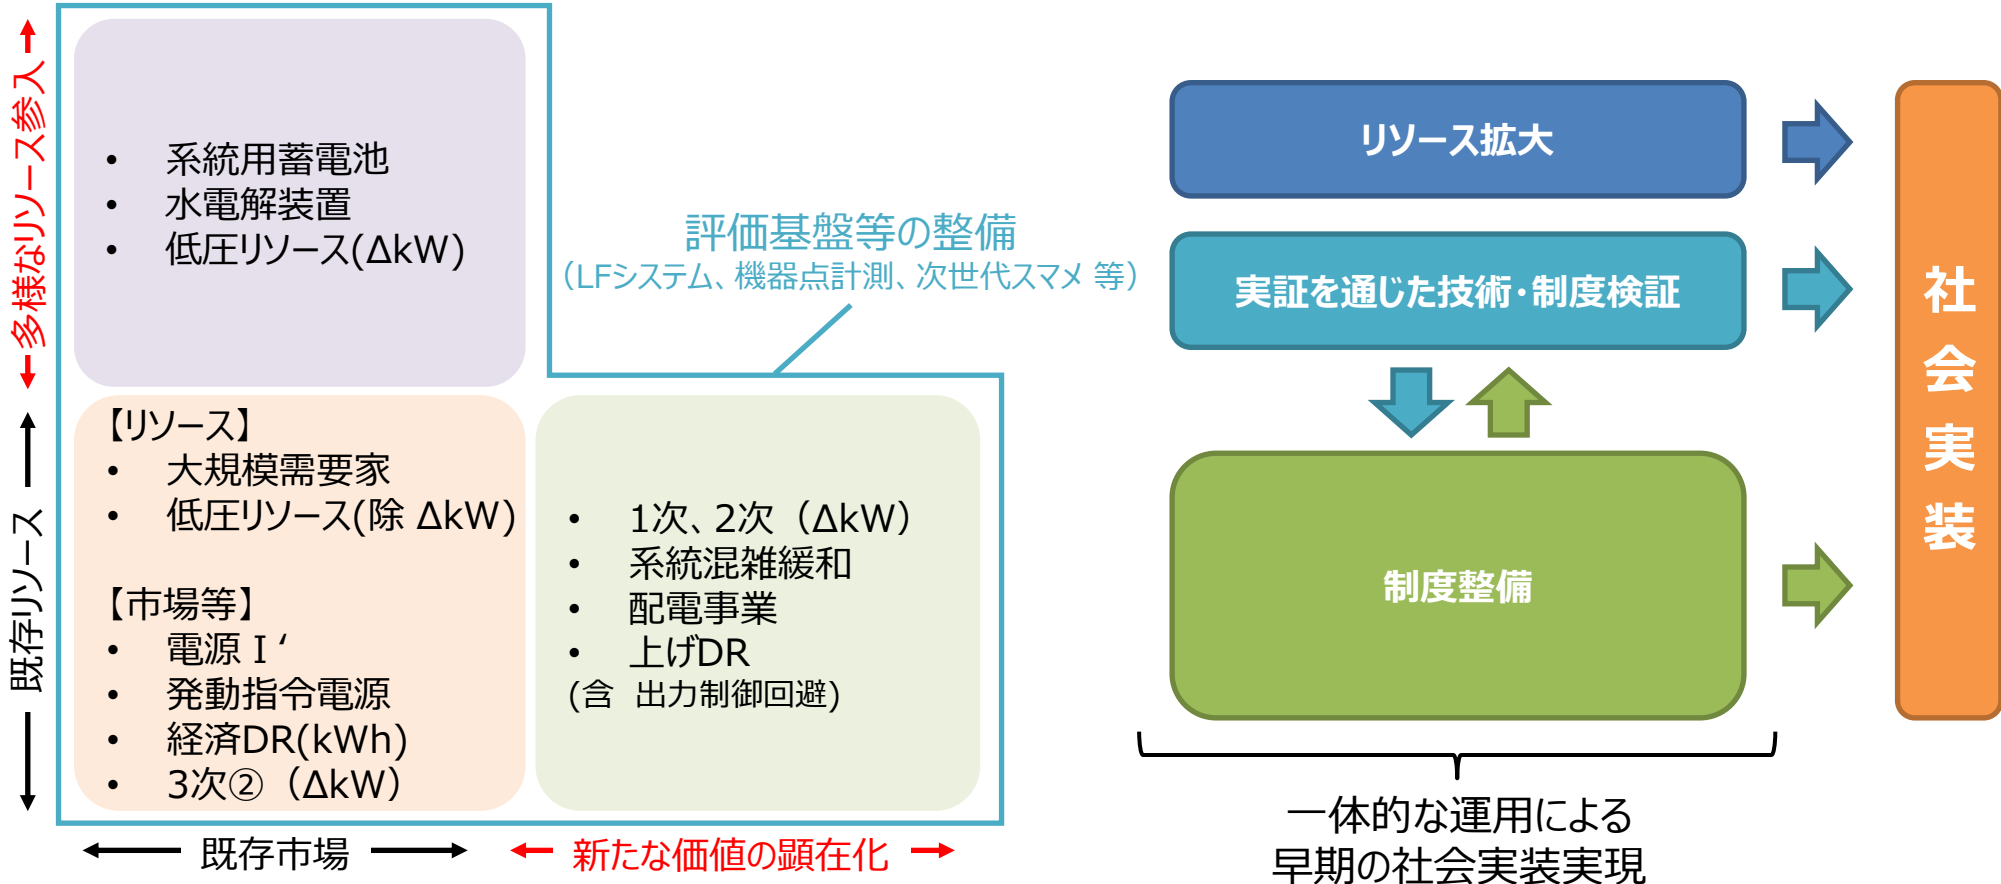 多様なリソース参入
• 系統用蓄電池
• 水電解装置
• 低圧リソース(ΔkW)
既存リソース
【リソース】
• 大規模需要家
• 低圧リソース(除 ΔkW)
【市場等】
• 電源Ⅰ‘
• 発動指令電源
• 経済DR(kWh)
• 3次②（ΔkW）
• 1次、2次（ΔkW）
• 系統混雑緩和
• 配電事業
• 上げDR
(含 出力制御回避)
既存市場
新たな価値の顕在化
評価基盤等の整備
（LFシステム、機器点計測、次世代スマメ 等）
リソース拡大
実証を通じた技術・制度検証
制度整備
社会実装
一体的な運用による
早期の社会実装実現